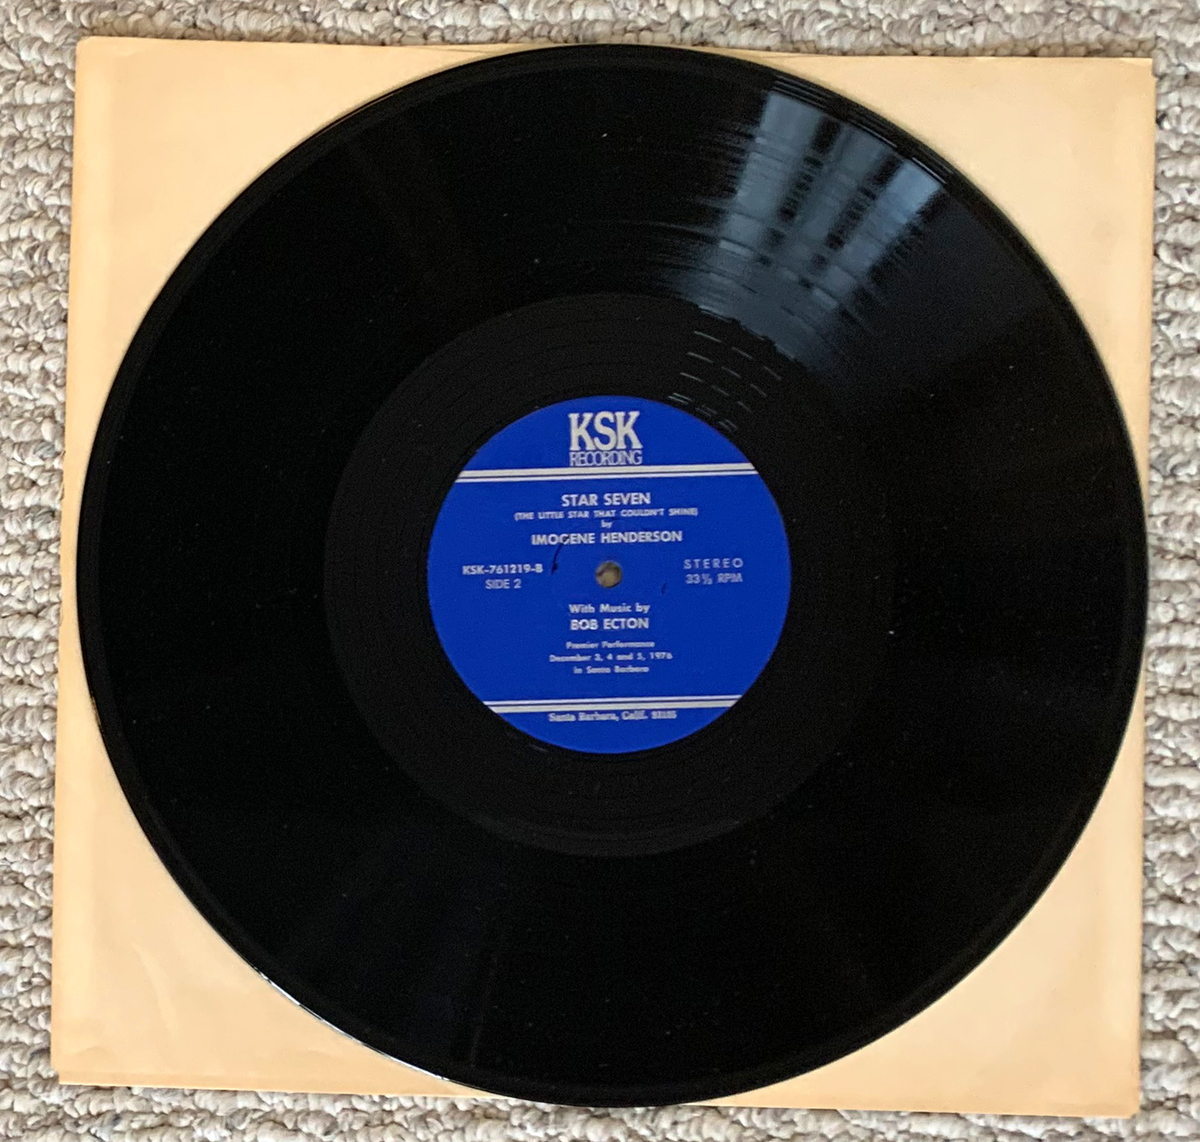 KSK
RECORDING
STAR SEVEN
(THE LITTLE STAR THAT COULDN'T SHINE)
by
IMOGENE HENDERSON
KSK-761219-B
SIDE 2
STEREO
33⅓ RPM
With Music by
BOB ECTON
Premier Performance
December 3, 4 and 5, 1976
in Santa Barbara
Santa Barbara, Calif. 93105